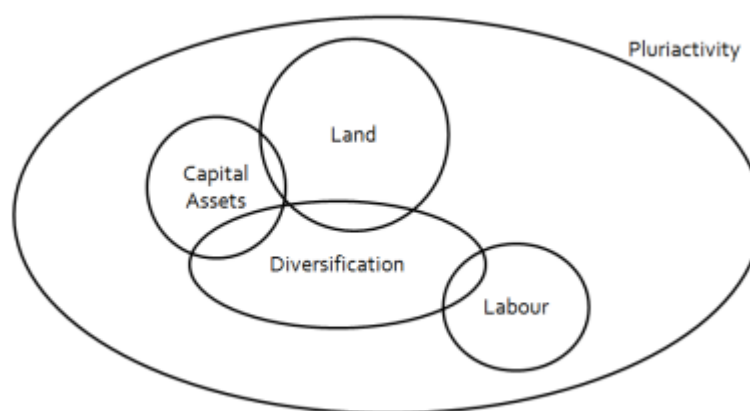 Pluriactivity
Land
Capital
Assets
Diversification
Labour